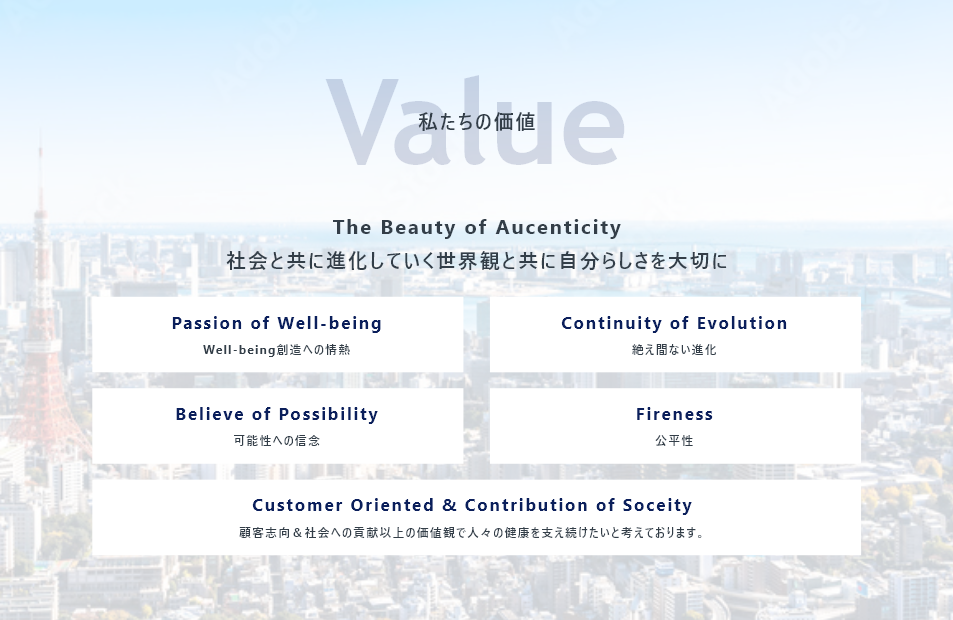 Value
私たちの価値
The Beauty of Aucenticity
社会と共に進化していく世界観と共に自分らしさを大切に
Passion of Well-being
Well-being創造への情熱
Continuity of Evolution
絶え間ない進化
Believe of Possibility
可能性への信念
Fireness
公平性
Customer Oriented & Contribution of Soceity
顧客志向＆社会への貢献以上の価値観で人々の健康を支え続けたいと考えております。